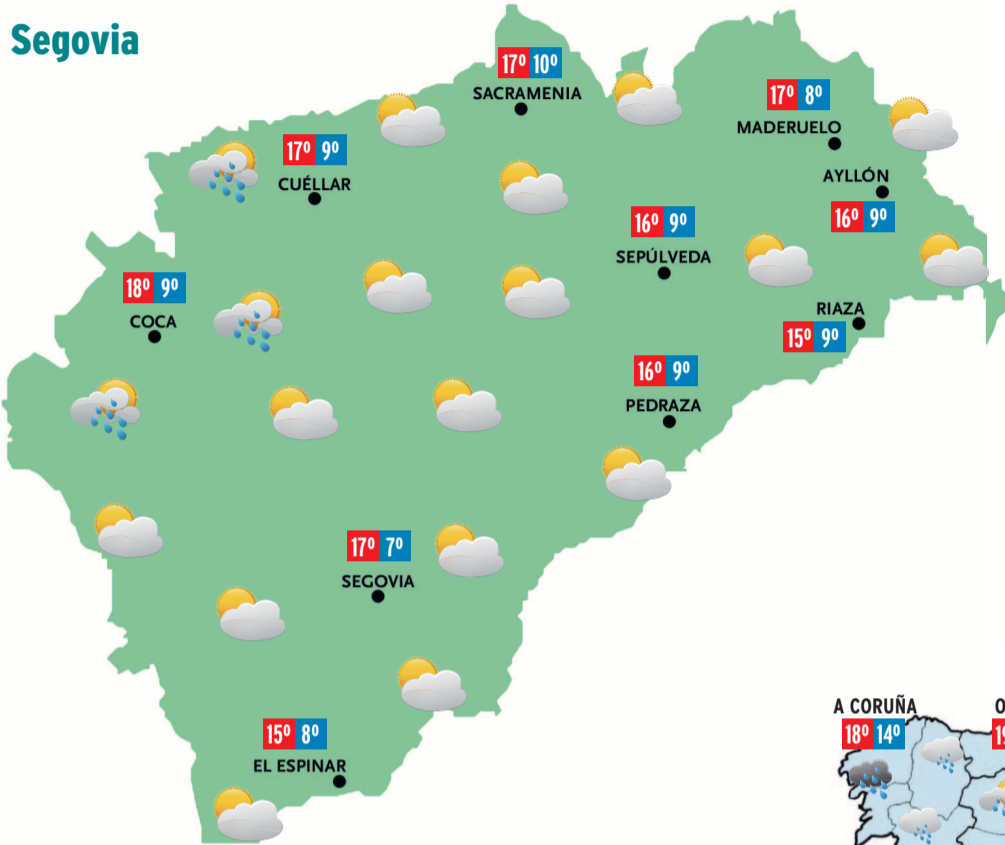 Segovia
17º 10º
SACRAMENIA
17º 8º
MADERUELO
17º 9º
CUÉLLAR
AYLLÓN
16º 9º
16º 9º
SEPÚLVEDA
18º 9º
COCA
RIAZA
15º 9º
16º 9º
PEDRAZA
17º 7º
SEGOVIA
15º 8º
EL ESPINAR
A CORUÑA
18º 14º